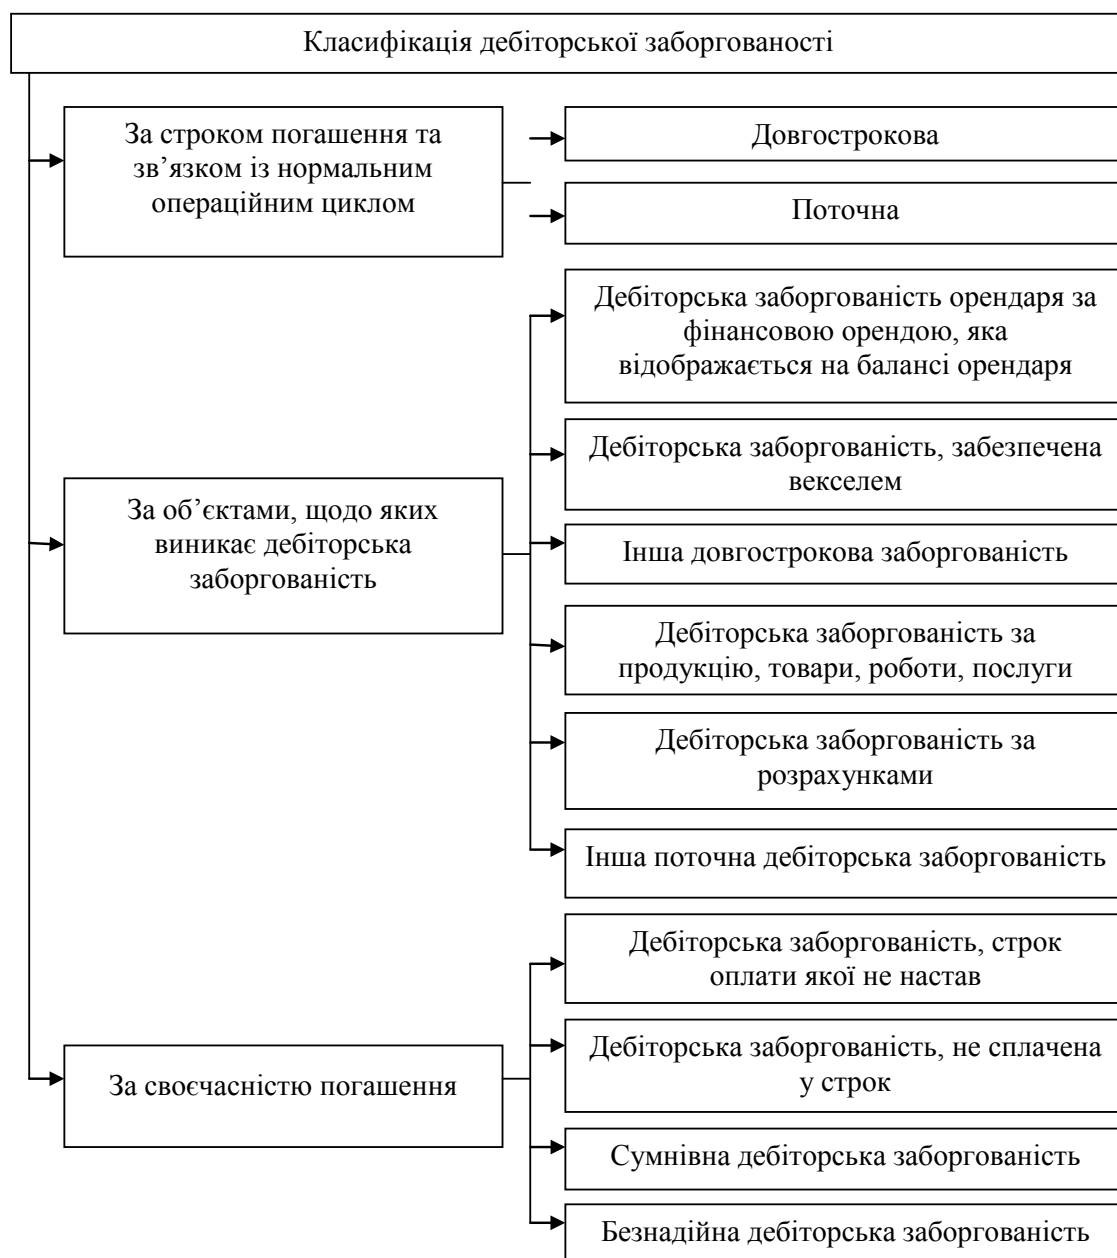 Класифікація дебіторської заборгованості
За строком погашення та
зв’язком із нормальним
операційним циклом
Довгострокова
Поточна
За об’єктами, щодо яких
виникає дебіторська
заборгованість
Дебіторська заборгованість орендаря за
фінансовою орендою, яка
відображається на балансі орендаря
Дебіторська заборгованість, забезпечена
векселем
Інша довгострокова заборгованість
Дебіторська заборгованість за
продукцію, товари, роботи, послуги
Дебіторська заборгованість за
розрахунками
Інша поточна дебіторська заборгованість
За своєчасністю погашення
Дебіторська заборгованість, строк
оплати якої не настав
Дебіторська заборгованість, не сплачена
у строк
Сумнівна дебіторська заборгованість
Безнадійна дебіторська заборгованість